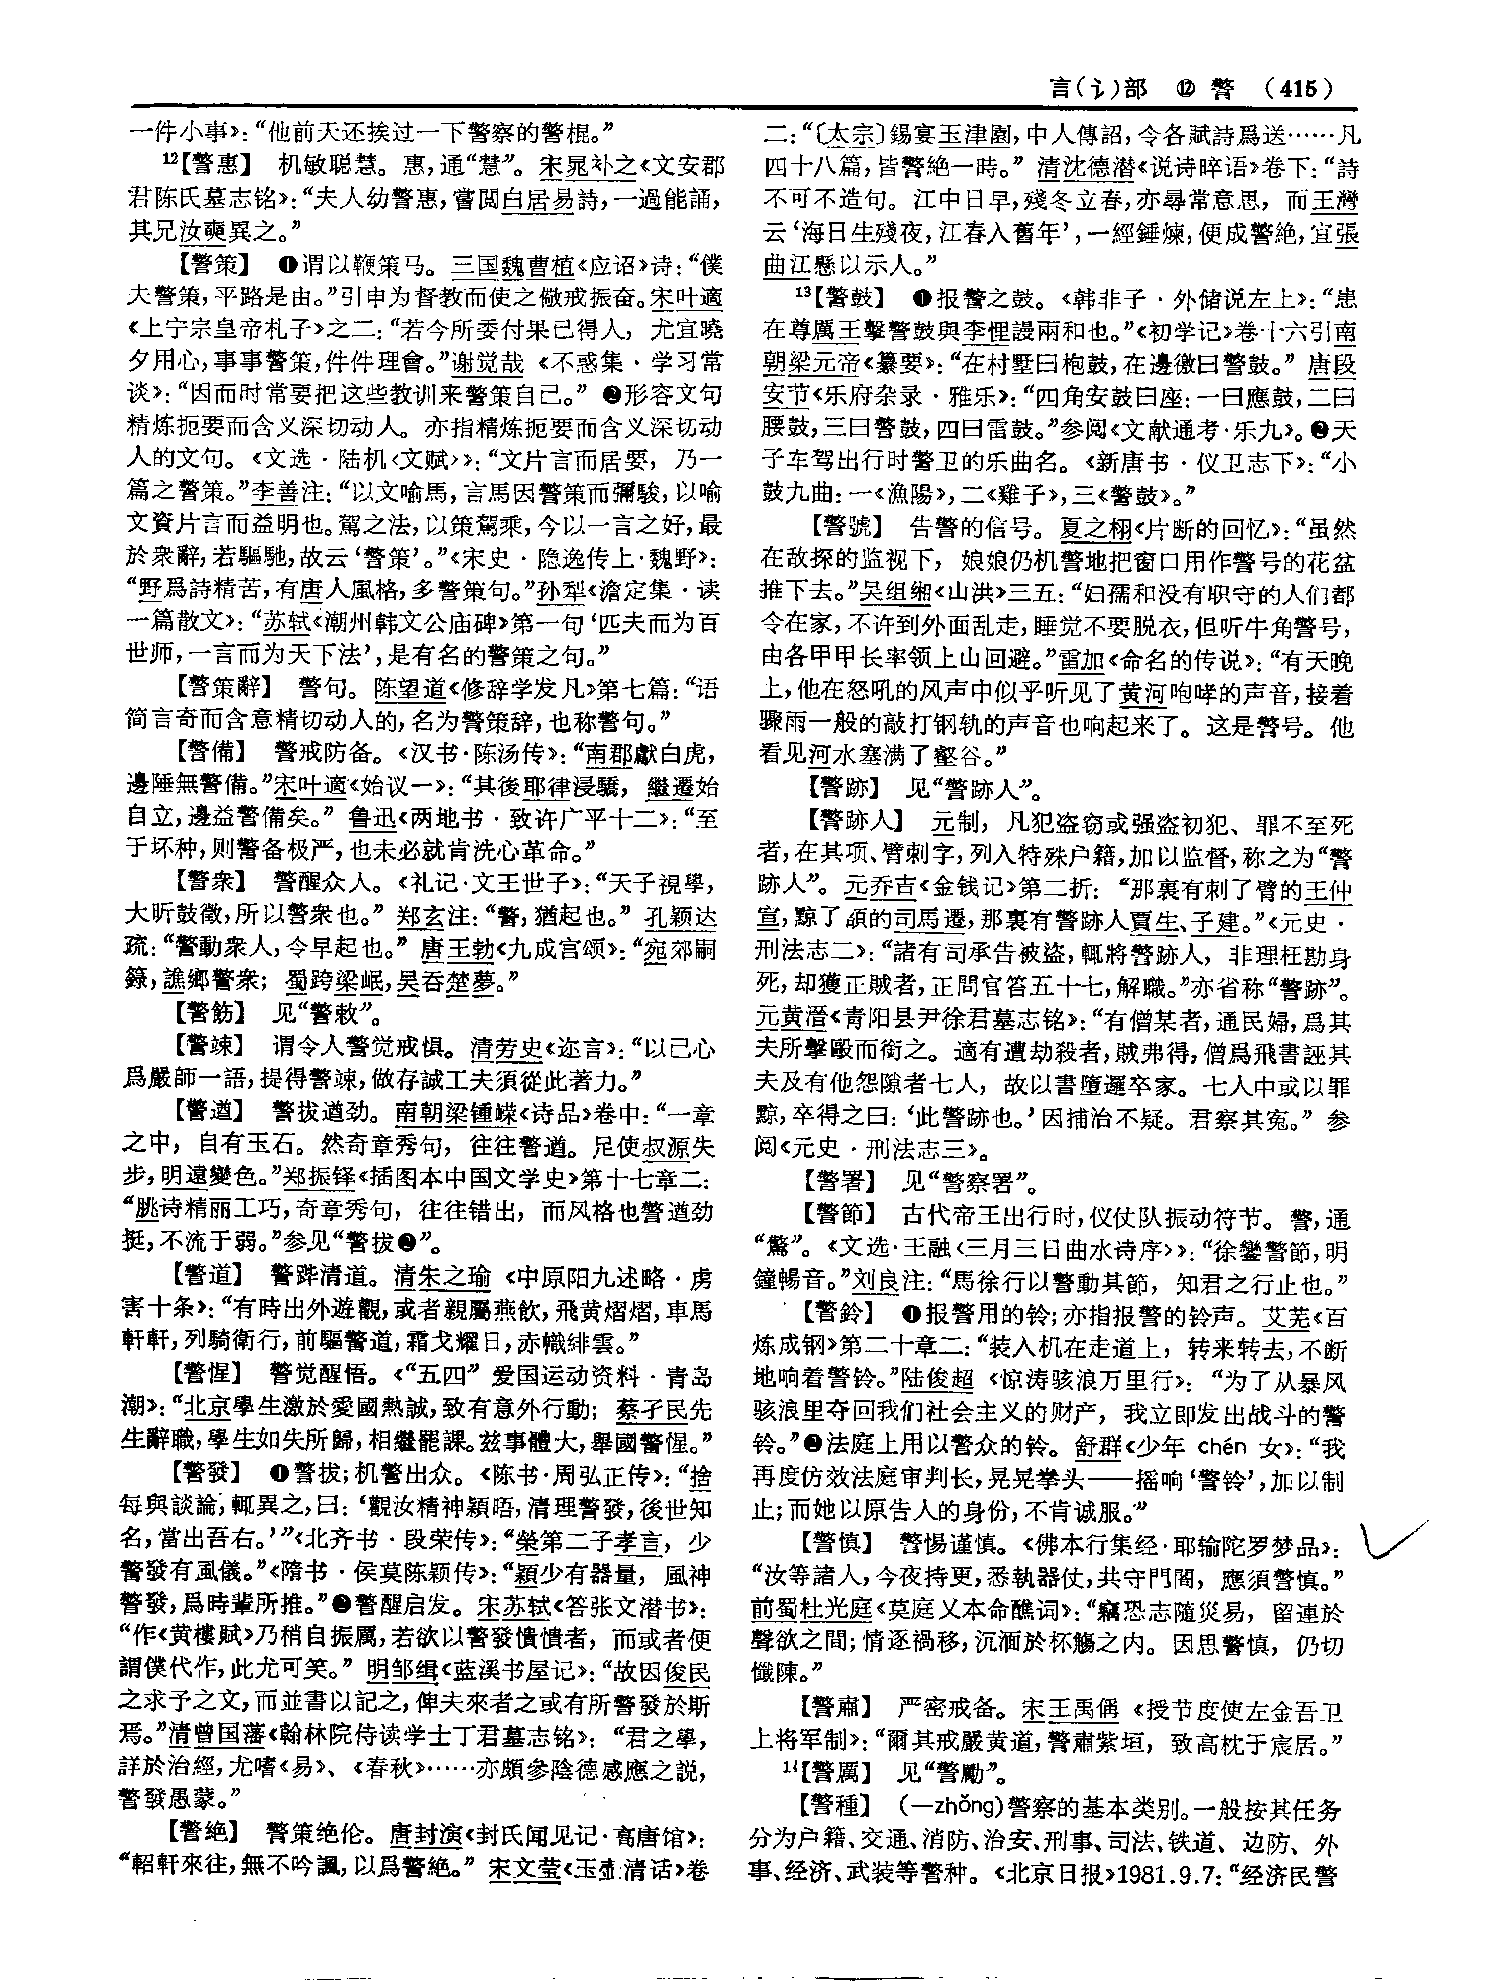 言(讠)部 ⑫ 警 (415)
一件小事》：“他前天还挨过一下警察的警棍。”
12【警惠】 机敏聪慧。惠，通“慧”。宋晁补之《文安郡
君陈氏墓志铭》：“夫人幼警惠，嘗閲白居易詩，一過能誦，
其兄汝奭異之。”
【警策】 ❶谓以鞭策马。三国魏曹植《应诏》诗：“僕
夫警策，平路是由。”引申为督教而使之儆戒振奋。宋叶適
《上宁宗皇帝札子》之二：“若今所委付果已得人，尤宜曉
夕用心，事事警策，件件理會。”谢觉哉《不惑集·学习常
谈》：“因而时常要把这些教训来警策自己。” ❷形容文句
精炼扼要而含义深切动人。亦指精炼扼要而含义深切动
人的文句。《文选·陆机〈文赋〉》：“文片言而居要，乃一
篇之警策。”李善注：“以文喻馬，言馬因警策而彌駿，以喻
文資片言而益明也。駕之法，以策駕乘，今以一言之好，最
於衆辭，若驅馳，故云‘警策’。”《宋史·隐逸传上·魏野》：
“野爲詩精苦，有唐人風格，多警策句。”孙犁《澹定集·读
一篇散文》：“苏轼《潮州韩文公庙碑》第一句‘匹夫而为百
世师，一言而为天下法’，是有名的警策之句。”
【警策辭】 警句。陈望道《修辞学发凡》第七篇：“语
简言奇而含意精切动人的，名为警策辞，也称警句。”
【警備】 警戒防备。《汉书·陈汤传》：“南郡獻白虎，
邊陲無警備。”宋叶適《始议一》：“其後耶律浸驕，繼遷始
自立，邊益警備矣。” 鲁迅《两地书·致许广平十二》：“至
于坏种，则警备极严，也未必就肯洗心革命。”
【警衆】 警醒众人。《礼记·文王世子》：“天子視學，
大昕鼓徵，所以警衆也。” 郑玄注：“警，猶起也。” 孔颖达
疏：“警動衆人，令早起也。” 唐王勃《九成宫颂》：“宛郊嗣
籙，譙鄉警衆；蜀跨梁岷，吴吞楚夢。”
【警筋】 见“警敕”。
【警竦】 谓令人警觉戒惧。清劳史《迩言》：“以己心
爲嚴師一語，提得警竦，做存誠工夫須從此著力。”
【警遒】 警拔遒劲。南朝梁锺嵘《诗品》卷中：“一章
之中，自有玉石。然奇章秀句，往往警遒。足使叔源失
步，明遠變色。”郑振铎《插图本中国文学史》第十七章二：
“朓诗精丽工巧，奇章秀句，往往错出，而风格也警遒劲
挺，不流于弱。”参见“警拔❷”。
【警道】 警跸清道。清朱之瑜《中原阳九述略·虏
害十条》：“有時出外遊觀，或者親屬燕飲，飛黄熠熠，車馬
軒軒，列騎衛行，前驅警道，霜戈耀日，赤幟緋雲。”
【警惺】 警觉醒悟。《“五四”爱国运动资料·青岛
潮》：“北京學生激於愛國熱誠，致有意外行動；蔡孑民先
生辭職，學生如失所歸，相繼罷課。兹事體大，舉國警惺。”
【警發】 ❶警拔；机警出众。《陈书·周弘正传》：“捨
每與談論，輒異之，曰：‘觀汝精神穎晤，清理警發，後世知
名，當出吾右。’”《北齐书·段荣传》：“榮第二子孝言，少
警發有風儀。”《隋书·侯莫陈颖传》：“穎少有器量，風神
警發，爲時輩所推。”❷警醒启发。宋苏轼《答张文潜书》：
“作《黄樓賦》乃稍自振厲，若欲以警發憒憒者，而或者便
謂僕代作，此尤可笑。” 明邹缉《蓝溪书屋记》：“故因俊民
之求予之文，而並書以記之，俾夫來者之或有所警發於斯
焉。”清曾国藩《翰林院侍读学士丁君墓志铭》：“君之學，
詳於治經，尤嗜《易》、《春秋》……亦頗參陰德感應之説，
警發愚蒙。”
【警絶】 警策绝伦。唐封演《封氏闻见记·高唐馆》：
“軺軒來往，無不吟諷，以爲警絶。” 宋文莹《玉壶清话》卷
二：“〔太宗〕錫宴玉津園，中人傳詔，令各賦詩爲送……凡
四十八篇，皆警絶一時。” 清沈德潜《说诗晬语》卷下：“詩
不可不造句。江中日早，殘冬立春，亦尋常意思，而王灣
云‘海日生殘夜，江春入舊年’，一經錘煉，便成警絶，宜張
曲江懸以示人。”
13【警鼓】 ❶报警之鼓。《韩非子·外储说左上》：“患
在尊厲王擊警鼓與李悝謾兩和也。”《初学记》卷十六引南
朝梁元帝《纂要》：“在村墅曰枹鼓，在邊徼曰警鼓。” 唐段
安节《乐府杂录·雅乐》：“四角安鼓曰座：一曰應鼓，二曰
腰鼓，三曰警鼓，四曰雷鼓。”参阅《文献通考·乐九》。❷天
子车驾出行时警卫的乐曲名。《新唐书·仪卫志下》：“小
鼓九曲：一《漁陽》，二《雞子》，三《警鼓》。”
【警號】 告警的信号。夏之栩《片断的回忆》：“虽然
在敌探的监视下，娘娘仍机警地把窗口用作警号的花盆
推下去。”吴组缃《山洪》三五：“妇孺和没有职守的人们都
令在家，不许到外面乱走，睡觉不要脱衣，但听牛角警号，
由各甲甲长率领上山回避。”雷加《命名的传说》：“有天晚
上，他在怒吼的风声中似乎听见了黄河咆哮的声音，接着
骤雨一般的敲打钢轨的声音也响起来了。这是警号。他
看见河水塞满了壑谷。”
【警跡】 见“警跡人”。
【警跡人】 元制，凡犯盗窃或强盗初犯、罪不至死
者，在其项、臂刺字，列入特殊户籍，加以监督，称之为“警
跡人”。元乔吉《金钱记》第二折：“那裏有刺了臂的王仲
宣，黥了頦的司馬遷，那裏有警跡人賈生、子建。”《元史·
刑法志二》：“諸有司承告被盗，輒將警跡人，非理枉勘身
死，却獲正賊者，正問官笞五十七，解職。”亦省称“警跡”。
元黄溍《青阳县尹徐君墓志铭》：“有僧某者，通民婦，爲其
夫所擊毆而銜之。適有遭劫殺者，賊弗得，僧爲飛書誣其
夫及有他怨隙者七人，故以書墮邏卒家。七人中或以罪
黥，卒得之曰：‘此警跡也。’因捕治不疑。君察其寃。” 参
阅《元史·刑法志三》。
【警署】 见“警察署”。
【警節】 古代帝王出行时，仪仗队振动符节。警，通
“驚”。《文选·王融〈三月三日曲水诗序〉》：“徐鑾警節，明
鐘暢音。”刘良注：“馬徐行以警動其節，知君之行止也。”
【警鈴】 ❶报警用的铃；亦指报警的铃声。艾芜《百
炼成钢》第二十章二：“装入机在走道上，转来转去，不断
地响着警铃。”陆俊超《惊涛骇浪万里行》：“为了从暴风
骇浪里夺回我们社会主义的财产，我立即发出战斗的警
铃。”❷法庭上用以警众的铃。舒群《少年 chén 女》：“我
再度仿效法庭审判长，晃晃拳头——摇响‘警铃’，加以制
止；而她以原告人的身份，不肯诚服。”
【警慎】 警惕谨慎。《佛本行集经·耶输陀罗梦品》：
“汝等諸人，今夜持更，悉執器仗，共守門閤，應須警慎。”
前蜀杜光庭《莫庭乂本命醮词》：“竊恐志隨災易，留連於
聲欲之間；情逐禍移，沉湎於杯觴之内。因思警慎，仍切
懺陳。”
【警肅】 严密戒备。宋王禹偁《授节度使左金吾卫
上将军制》：“爾其戒嚴黄道，警肅紫垣，致高枕于宸居。”
14【警厲】 见“警勵”。
【警種】 (—zhǒng)警察的基本类别。一般按其任务
分为户籍、交通、消防、治安、刑事、司法、铁道、边防、外
事、经济、武装等警种。《北京日报》1981.9.7：“经济民警